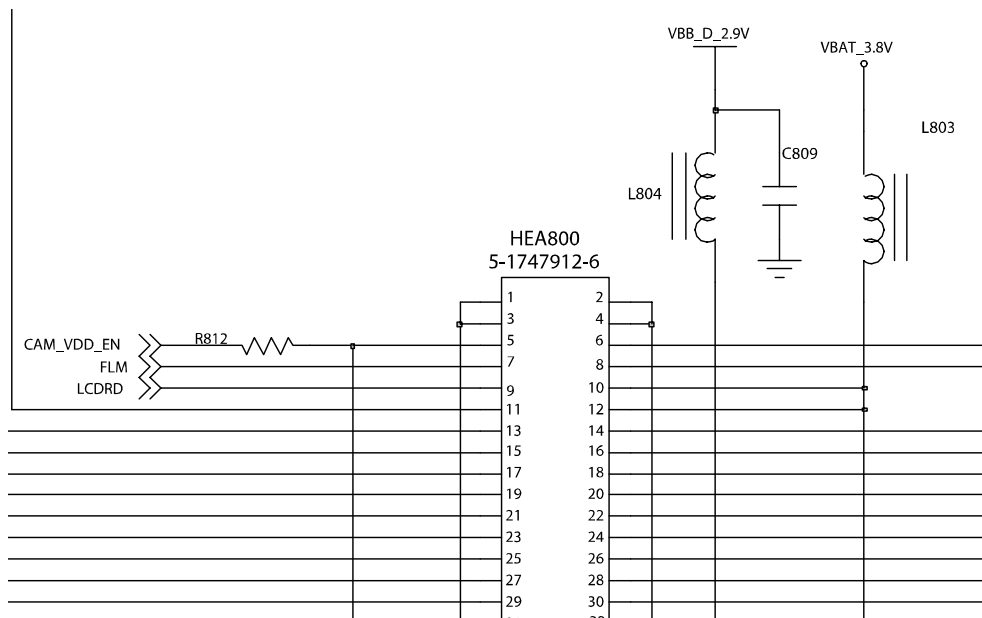 VBB_D_2.9V
VBAT_3.8V
L803
C809
L804
HEA800
5-1747912-6
1 2
3 4
CAM_VDD_EN R812 5 6
FLM 7 8
LCDRD 9 10
11 12
13 14
15 16
17 18
19 20
21 22
23 24
25 26
27 28
29 30